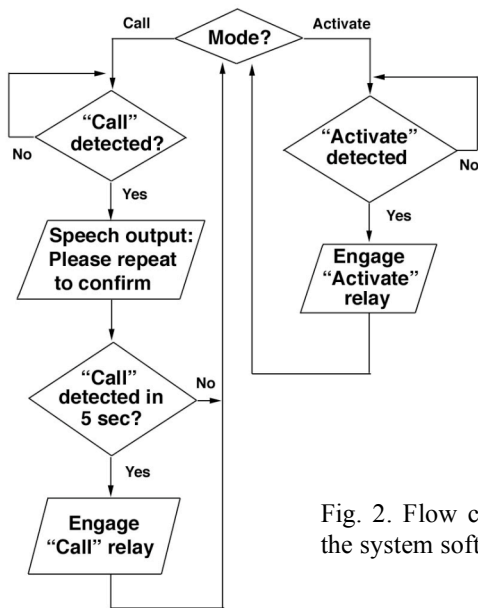 Call
Mode?
Activate
“Call”
detected?
No
Yes
Speech output:
Please repeat
to confirm
“Call”
detected in
5 sec?
No
Yes
Engage
“Call” relay
“Activate”
detected
No
Yes
Engage
“Activate”
relay
Fig. 2. Flow c
the system soft